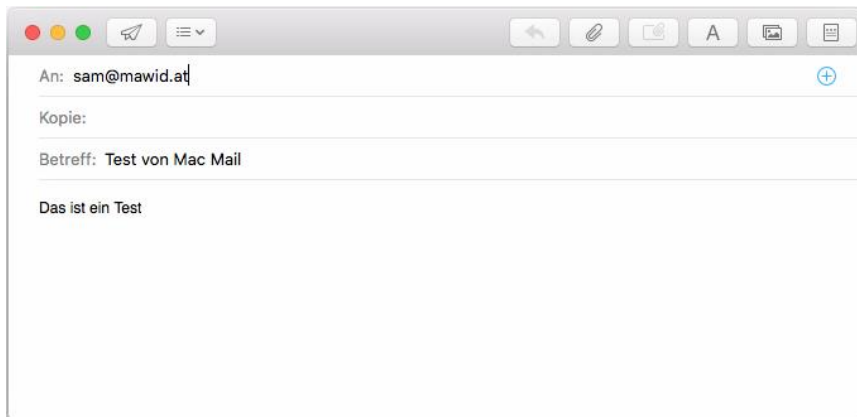 An: sam@mawid.at
Kopie:
Betreff: Test von Mac Mail
Das ist ein Test